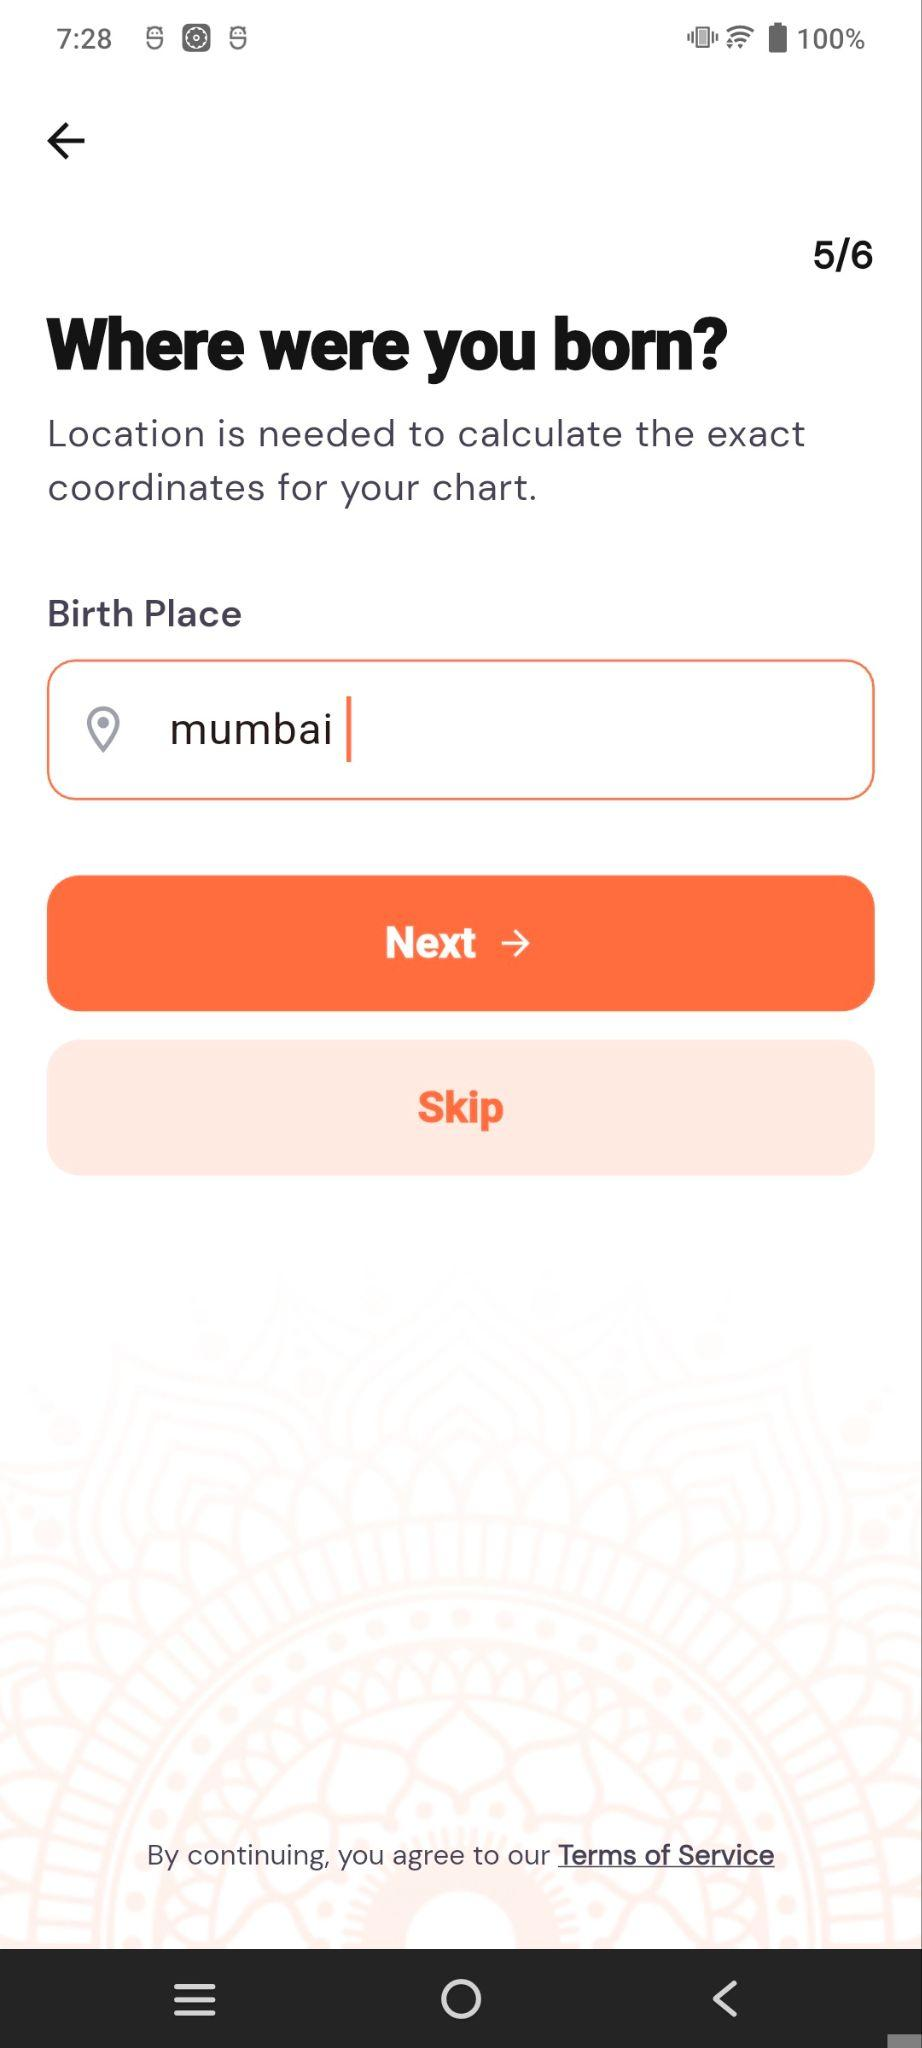 7:28
100%
5/6
Where were you born?
Location is needed to calculate the exact
coordinates for your chart.
Birth Place
mumbai
Next →
Skip
By continuing, you agree to our Terms of Service